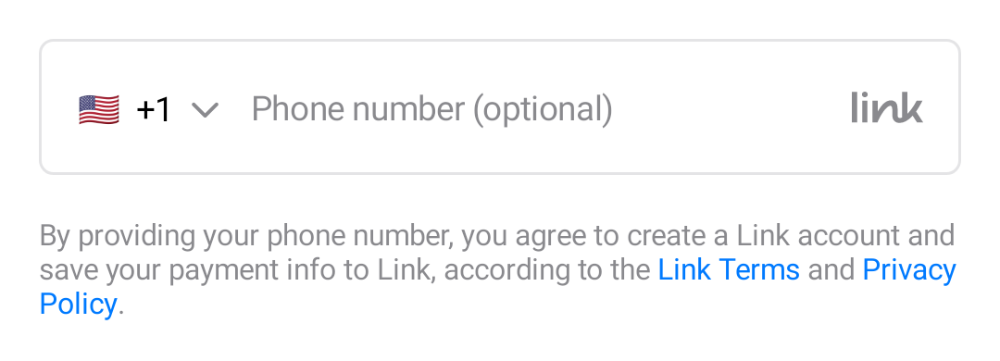 +1 Phone number (optional) link
By providing your phone number, you agree to create a Link account and
save your payment info to Link, according to the Link Terms and Privacy
Policy.